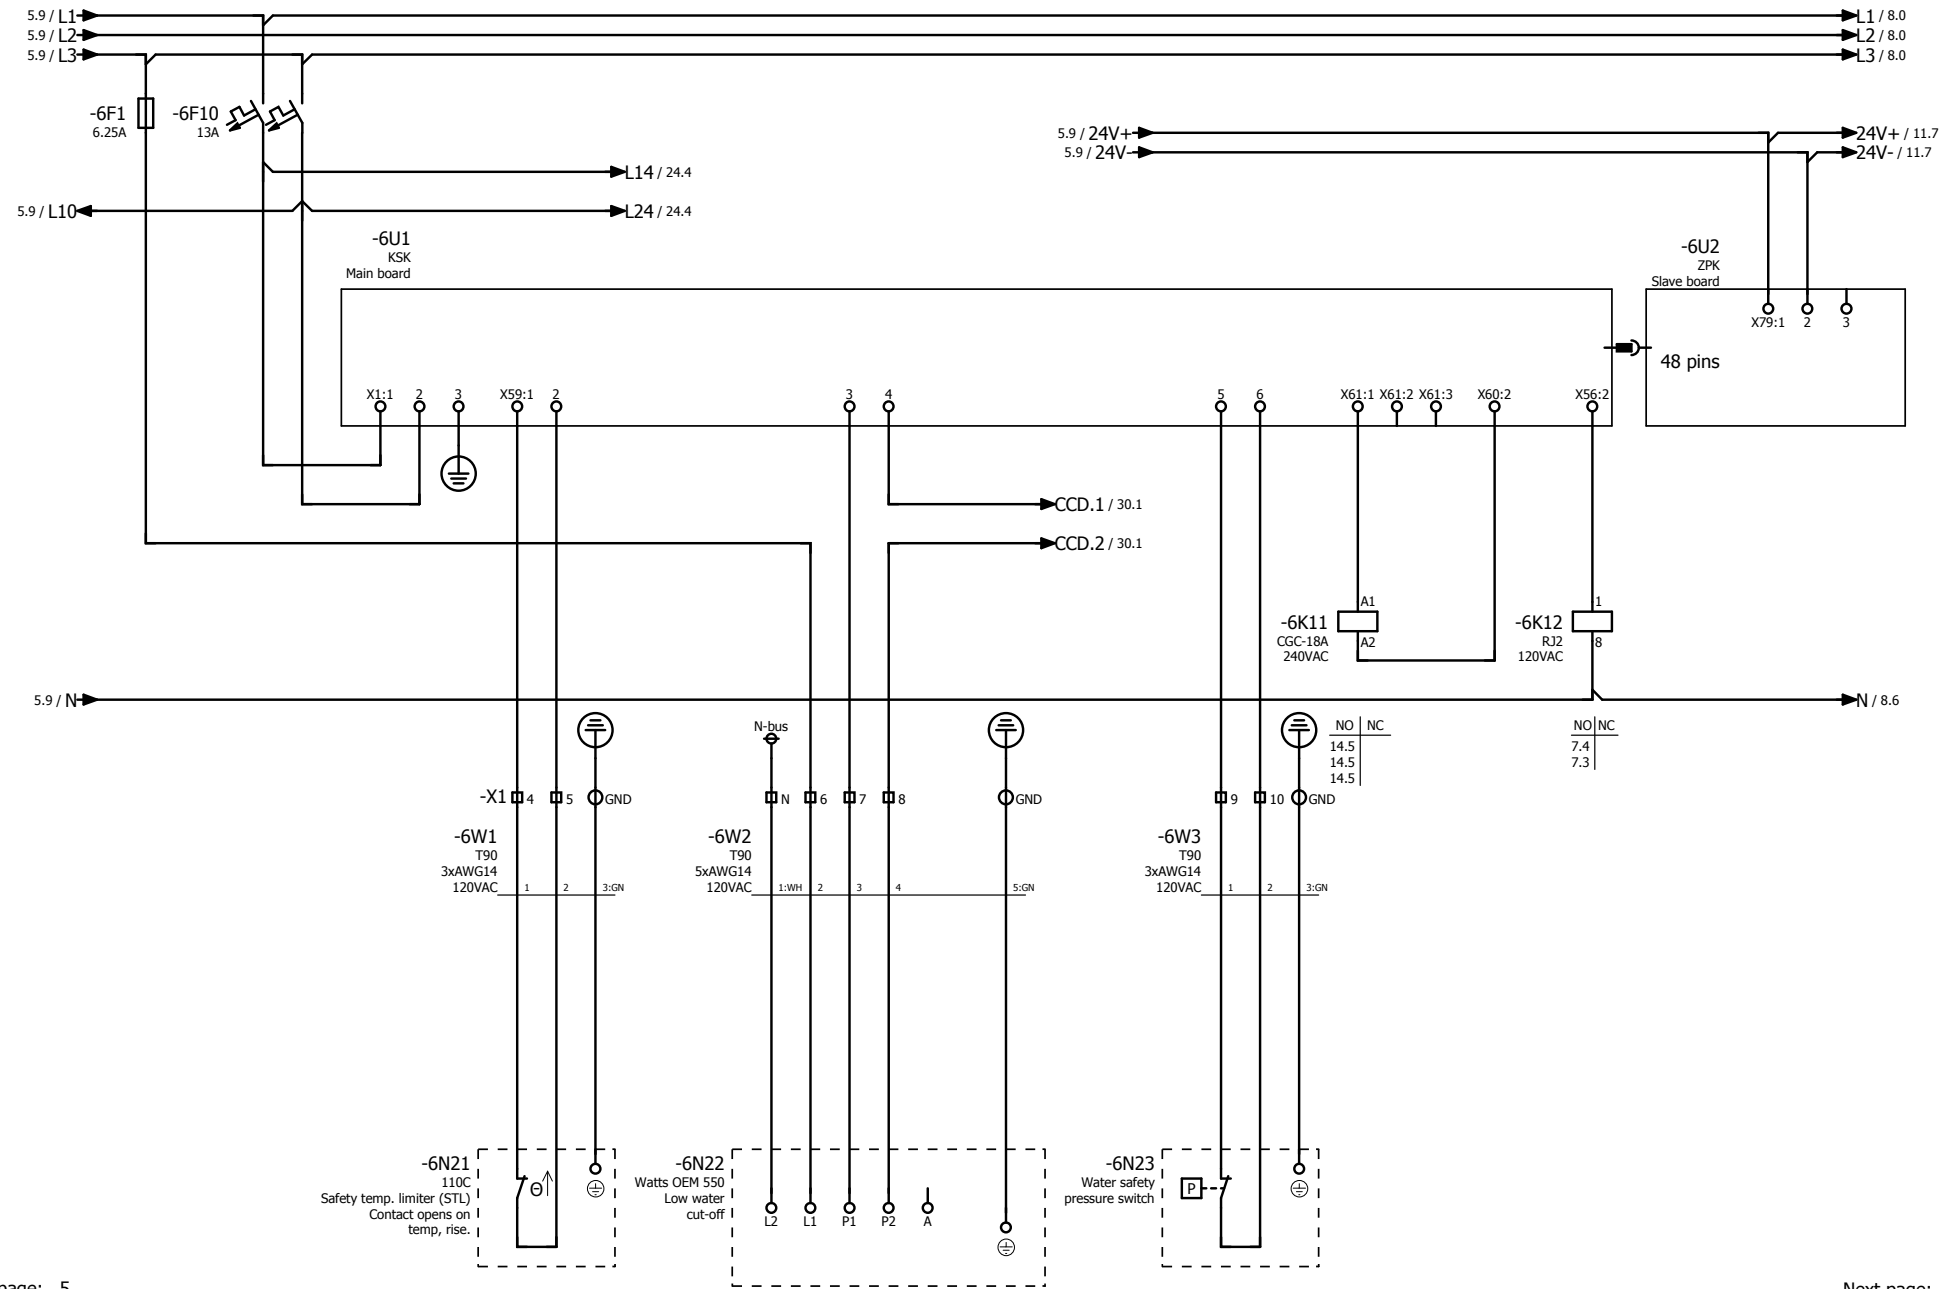 5.9 / L1 L1 / 8.0
5.9 / L2 L2 / 8.0
5.9 / L3 L3 / 8.0
-6F1
6.25A
-6F10
13A
5.9 / 24V+ 24V+ / 11.7
5.9 / 24V- 24V- / 11.7
L14 / 24.4
5.9 / L10 L24 / 24.4
-6U1
KSK
Main board
-6U2
ZPK
Slave board
X79:1 2 3
48 pins
X1:1 2 3 X59:1 2 3 4 5 6 X61:1 X61:2 X61:3 X60:2 X56:2
CCD.1 / 30.1
CCD.2 / 30.1
-6K11
CGC-18A
240VAC
A1
A2
-6K12
RJ2
120VAC
1
8
5.9 / N N / 8.6
N-bus
NO NC
14.5
14.5
14.5
NO NC
7.4
7.3
-X1 4 5 GND N 6 7 8 GND 9 10 GND
-6W1
T90
3xAWG14
120VAC 1 2 3:GN
-6W2
T90
5xAWG14
120VAC 1:WH 2 3 4 5:GN
-6W3
T90
3xAWG14
120VAC 1 2 3:GN
-6N21
110C
Safety temp. limiter (STL)
Contact opens on
temp, rise.
Θ
-6N22
Watts OEM 550
Low water
cut-off
L2 L1 P1 P2 A
-6N23
Water safety
pressure switch
P
page: 5
Next page: